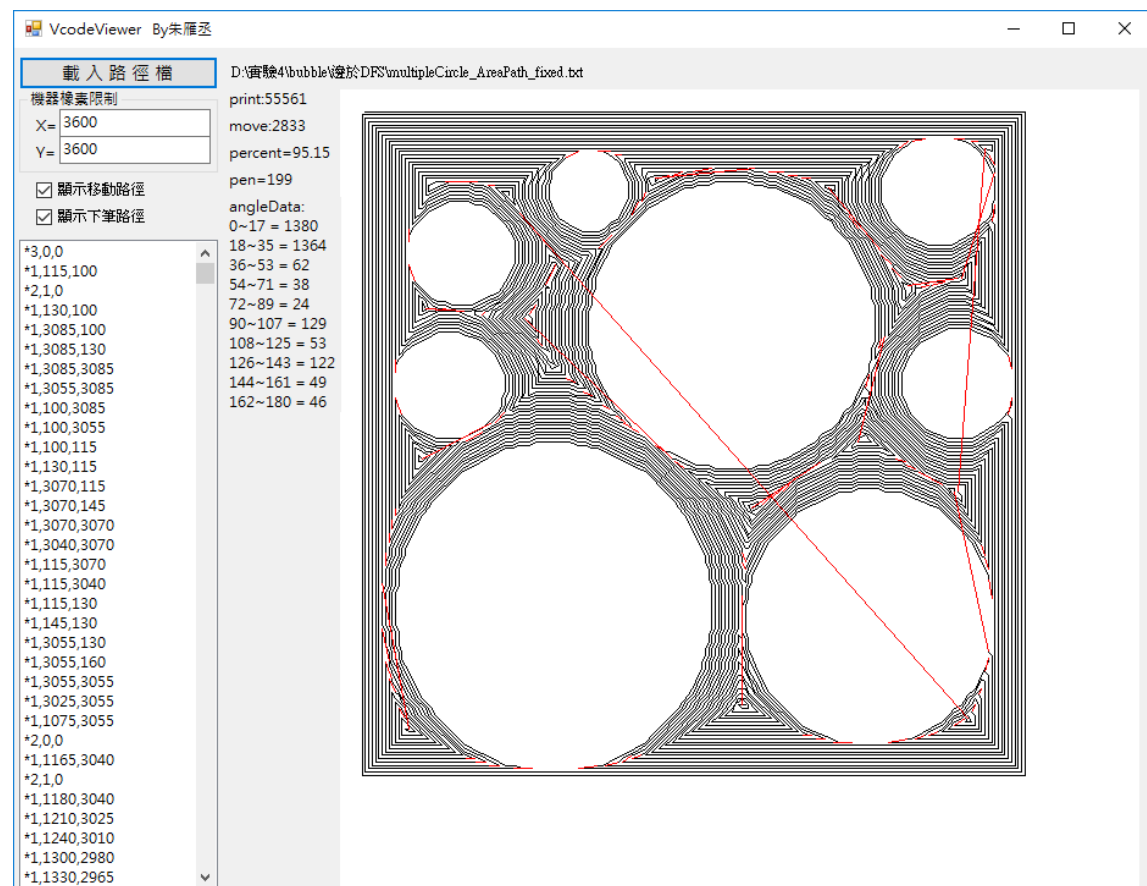 VcodeViewer By朱雁丞
載入路徑檔
D:\實驗4\bubble\邊於DFS\multipleCircle_AreaPath_fixed.txt
機器橡素限制
X= 3600
Y= 3600
顯示移動路徑
顯示下筆路徑
print:55561
move:2833
percent=95.15
pen=199
angleData:
0~17 = 1380
18~35 = 1364
36~53 = 62
54~71 = 38
72~89 = 24
90~107 = 129
108~125 = 53
126~143 = 122
144~161 = 49
162~180 = 46
*3,0,0
*1,115,100
*2,1,0
*1,130,100
*1,3085,100
*1,3085,130
*1,3085,3085
*1,3055,3085
*1,100,3085
*1,100,3055
*1,100,115
*1,130,115
*1,3070,115
*1,3070,145
*1,3070,3070
*1,3040,3070
*1,115,3070
*1,115,3040
*1,115,130
*1,145,130
*1,3055,130
*1,3055,160
*1,3055,3055
*1,3025,3055
*1,1075,3055
*2,0,0
*1,1165,3040
*2,1,0
*1,1180,3040
*1,1210,3025
*1,1240,3010
*1,1300,2980
*1,1330,2965